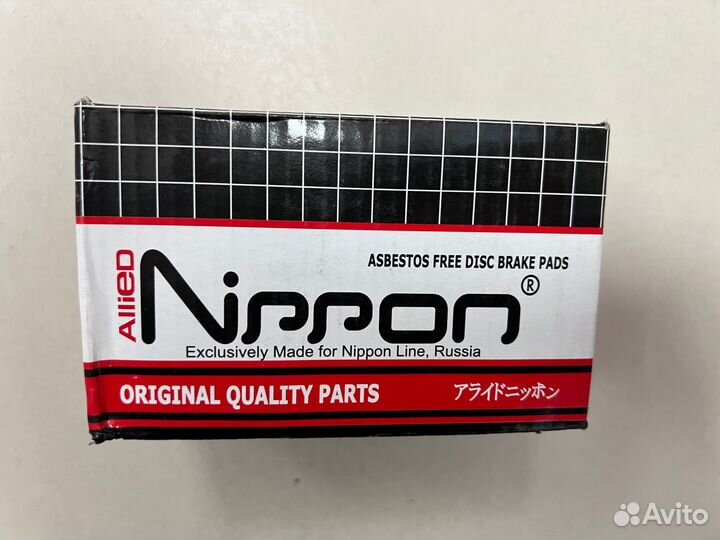 ASBESTOS FREE DISC BRAKE PADS
Allied
Nippon®
Exclusively Made for Nippon Line, Russia
ORIGINAL QUALITY PARTS
アライドニッポン
Avito